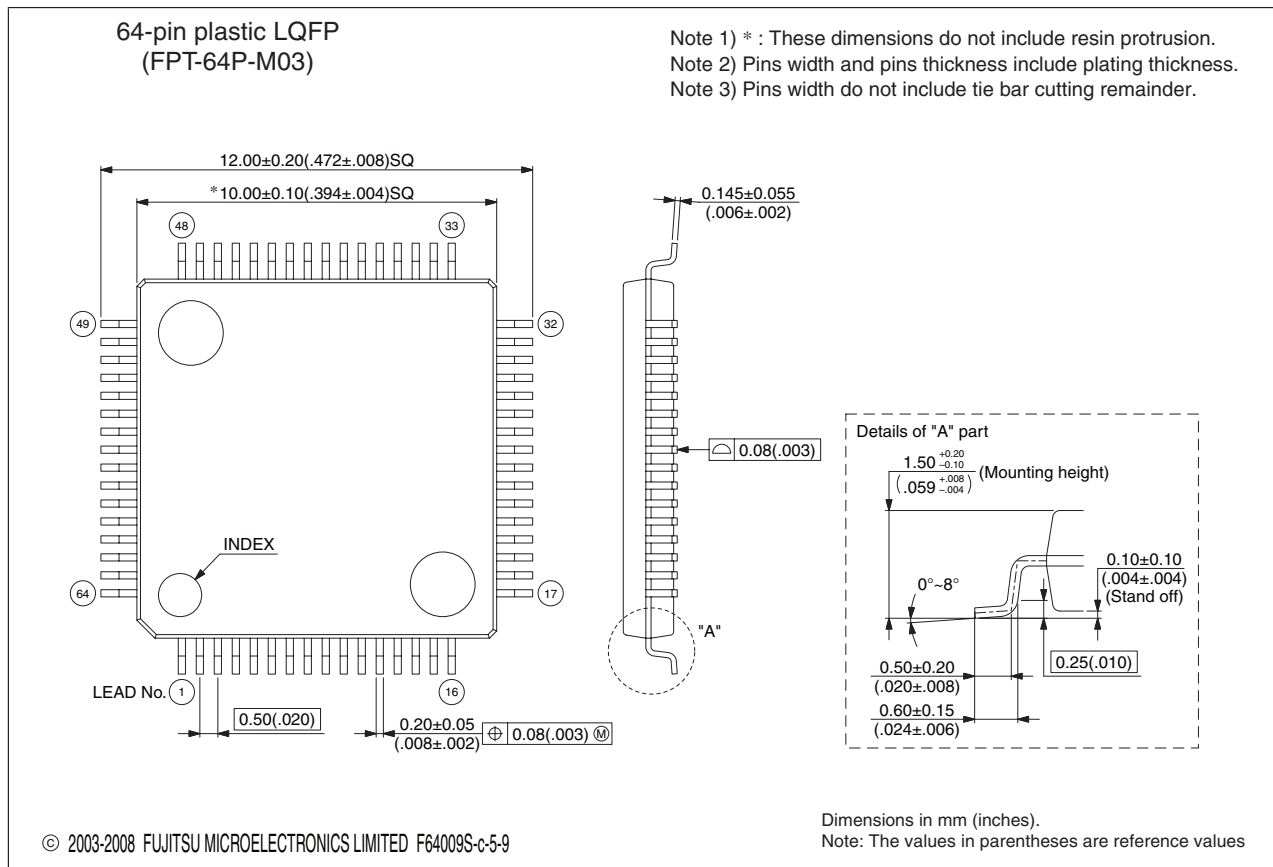 64-pin plastic LQFP
(FPT-64P-M03)
Note 1) * : These dimensions do not include resin protrusion.
Note 2) Pins width and pins thickness include plating thickness.
Note 3) Pins width do not include tie bar cutting remainder.
12.00±0.20(.472±.008)SQ
*10.00±0.10(.394±.004)SQ
48
33
49
32
INDEX
64
17
LEAD No.
1
16
0.50(.020)
0.20±0.05
(.008±.002)
⌖ 0.08(.003) Ⓜ
0.145±0.055
(.006±.002)
⌓ 0.08(.003)
"A"
Details of "A" part
1.50 +0.20 −0.10 (Mounting height)
(.059 +.008 −.004)
0°~8°
0.10±0.10
(.004±.004)
(Stand off)
0.25(.010)
0.50±0.20
(.020±.008)
0.60±0.15
(.024±.006)
© 2003-2008 FUJITSU MICROELECTRONICS LIMITED F64009S-c-5-9
Dimensions in mm (inches).
Note: The values in parentheses are reference values